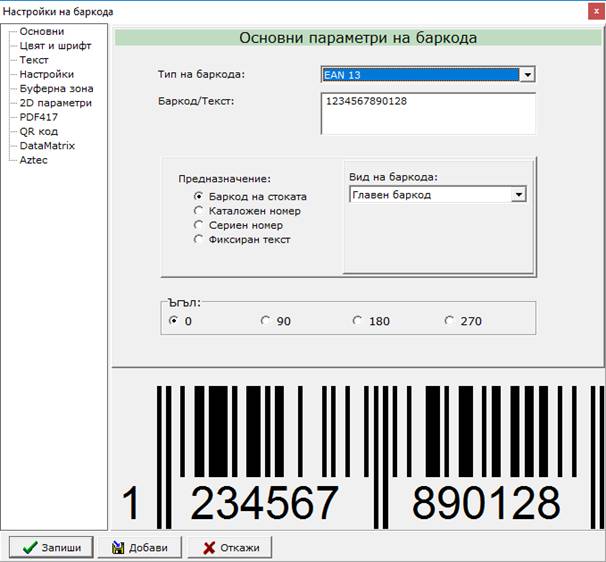 Настройки на баркода
x
Основни
Цвят и шрифт
Текст
Настройки
Буферна зона
2D параметри
PDF417
QR код
DataMatrix
Aztec
Основни параметри на баркода
Тип на баркода:
EAN 13
Баркод/Текст:
1234567890128
Предназначение:
Баркод на стоката
Каталожен номер
Сериен номер
Фиксиран текст
Вид на баркода:
Главен баркод
Ъгъл:
0 90 180 270
1 234567 890128
Запиши Добави Откажи